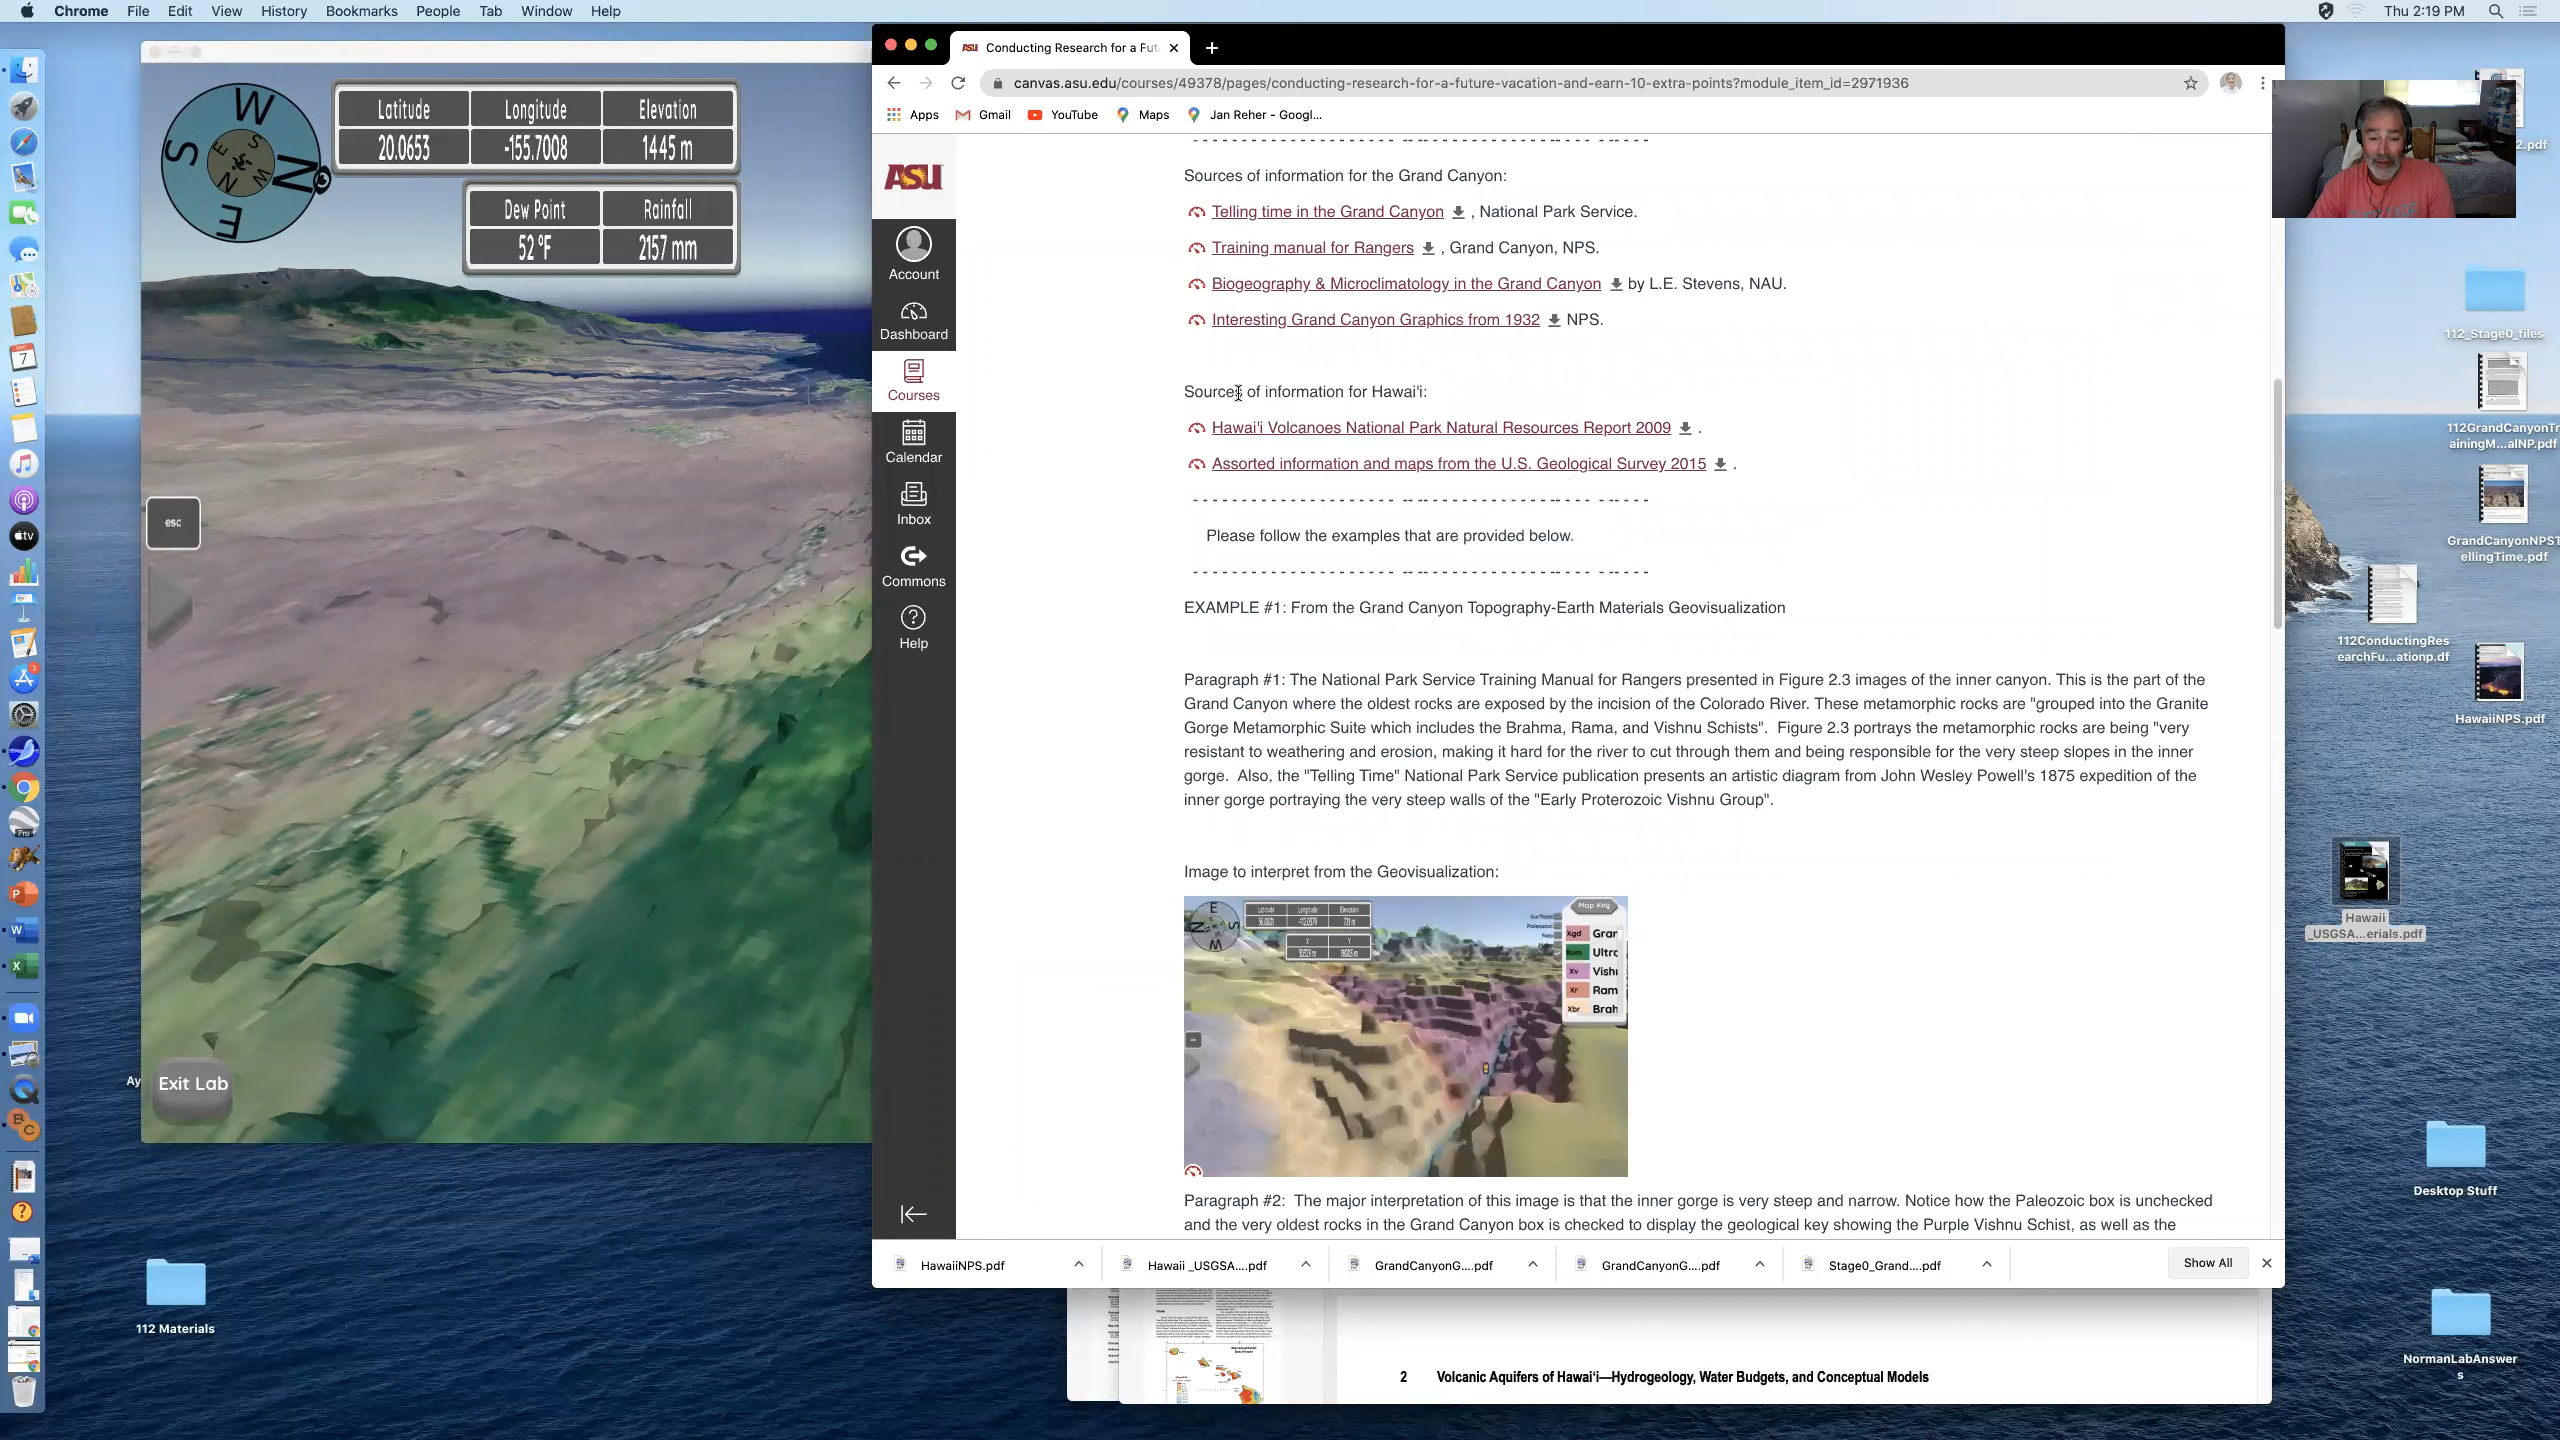 Chrome File Edit View History Bookmarks People Tab Window Help
Thu 2:19 PM
W
S
N
E
Latitude Longitude Elevation
20.0653 -155.7008 1445 m
Dew Point Rainfall
52 ºF 2157 mm
esc
Exit Lab
Conducting Research for a Fut
canvas.asu.edu/courses/49378/pages/conducting-research-for-a-future-vacation-and-earn-10-extra-points?module_item_id=2971936
Apps Gmail YouTube Maps Jan Reher - Googl...
ASU
Account
Dashboard
Courses
Calendar
Inbox
Commons
Help
Sources of information for the Grand Canyon:
Telling time in the Grand Canyon , National Park Service.
Training manual for Rangers , Grand Canyon, NPS.
Biogeography & Microclimatology in the Grand Canyon by L.E. Stevens, NAU.
Interesting Grand Canyon Graphics from 1932 NPS.
Sources of information for Hawai'i:
Hawai'i Volcanoes National Park Natural Resources Report 2009 .
Assorted information and maps from the U.S. Geological Survey 2015 .
Please follow the examples that are provided below.
EXAMPLE #1: From the Grand Canyon Topography-Earth Materials Geovisualization
Paragraph #1: The National Park Service Training Manual for Rangers presented in Figure 2.3 images of the inner canyon. This is the part of the
Grand Canyon where the oldest rocks are exposed by the incision of the Colorado River. These metamorphic rocks are "grouped into the Granite
Gorge Metamorphic Suite which includes the Brahma, Rama, and Vishnu Schists". Figure 2.3 portrays the metamorphic rocks are being "very
resistant to weathering and erosion, making it hard for the river to cut through them and being responsible for the very steep slopes in the inner
gorge. Also, the "Telling Time" National Park Service publication presents an artistic diagram from John Wesley Powell's 1875 expedition of the
inner gorge portraying the very steep walls of the "Early Proterozoic Vishnu Group".
Image to interpret from the Geovisualization:
Latitude Longitude Elevation
X Y
Map Key
Xgd Gran
Xum Ultra
Xv Vishn
Xr Ram
Xbr Brah
Paragraph #2: The major interpretation of this image is that the inner gorge is very steep and narrow. Notice how the Paleozoic box is unchecked
and the very oldest rocks in the Grand Canyon box is checked to display the geological key showing the Purple Vishnu Schist, as well as the
HawaiiNPS.pdf Hawaii _USGSA....pdf GrandCanyonG....pdf GrandCanyonG....pdf Stage0_Grand....pdf Show All
2 Volcanic Aquifers of Hawai‘i—Hydrogeology, Water Budgets, and Conceptual Models
2.pdf
112_Stage0_files
112GrandCanyonTr
ainingM...alNP.pdf
GrandCanyonNPST
ellingTime.pdf
112ConductingRes
earchFu...ationp.df
HawaiiNPS.pdf
Hawaii
_USGSA...erials.pdf
Desktop Stuff
NormanLabAnswer
s
112 Materials
Ay
tv
7
Pro